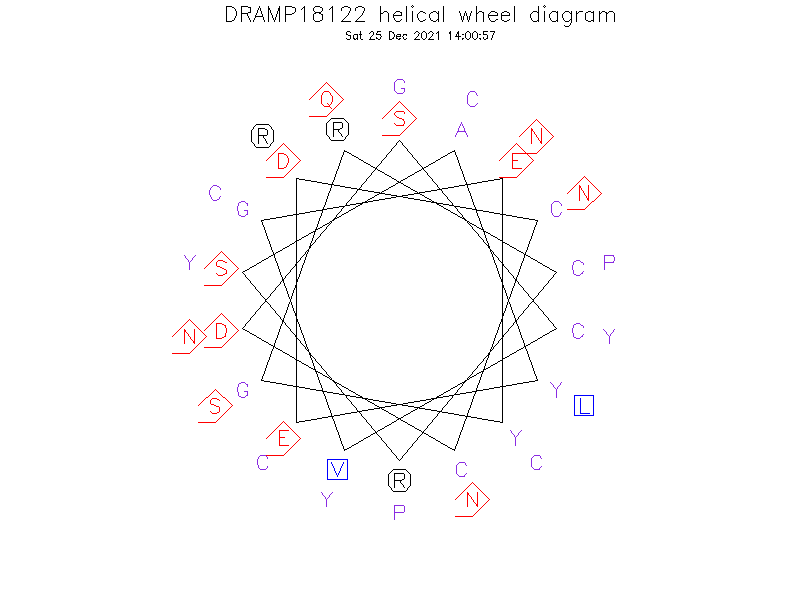 DRAMP18122 helical wheel diagram
Sat 25 Dec 2021 14:00:57
G
Q C
S
R R A N
D E
C N
G C
Y S C P
N D C Y
G Y
S L
E Y
C V C C
Y R N
P